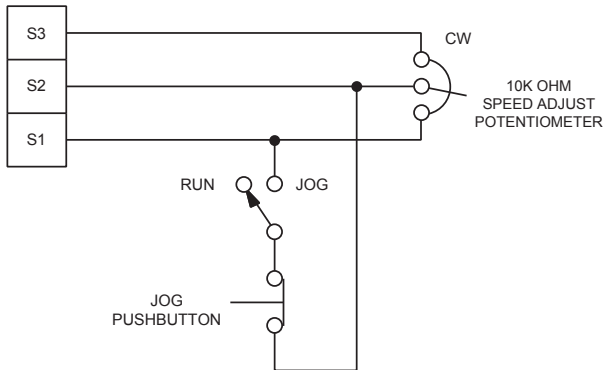 S3
CW
S2
10K OHM
SPEED ADJUST
POTENTIOMETER
S1
RUN
JOG
JOG
PUSHBUTTON